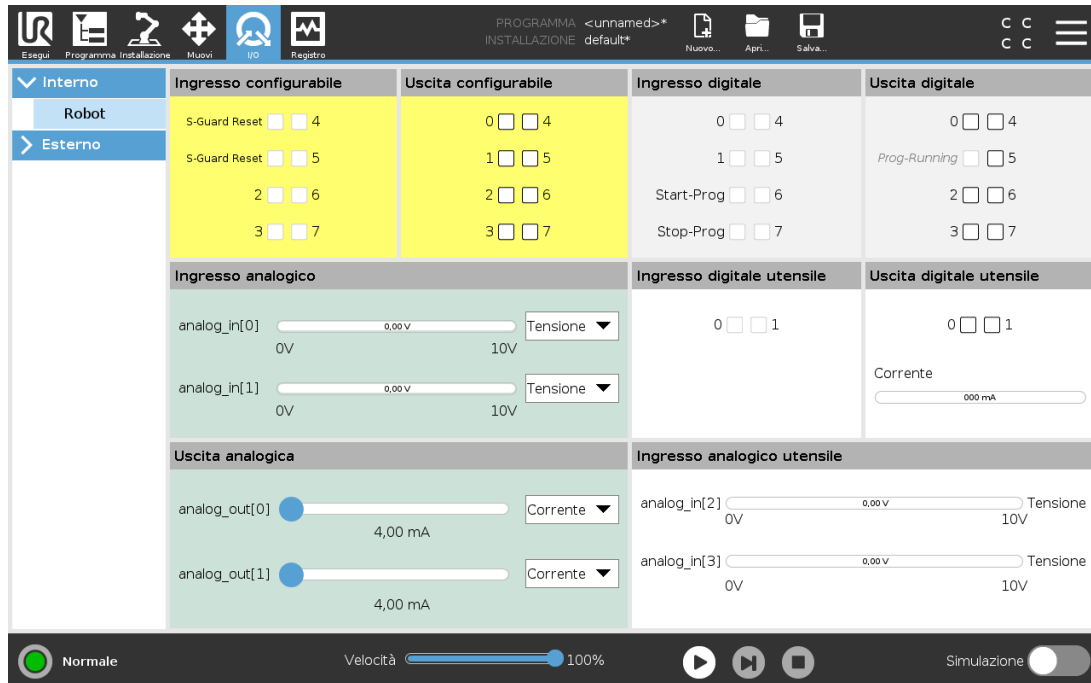 PROGRAMMA <unnamed>*
INSTALLAZIONE default*
C C
C C
Esegui Programma Installazione Muovi I/O Registro Nuovo... Apri... Salva...
Interno
Robot
Esterno
Ingresso configurabile
S-Guard Reset 4
S-Guard Reset 5
2 6
3 7
Uscita configurabile
0 4
1 5
2 6
3 7
Ingresso digitale
0 4
1 5
Start-Prog 6
Stop-Prog 7
Uscita digitale
0 4
Prog-Running 5
2 6
3 7
Ingresso analogico
analog_in[0] 0,00 V Tensione
0V 10V
analog_in[1] 0,00 V Tensione
0V 10V
Ingresso digitale utensile
0 1
Uscita digitale utensile
0 1
Corrente
000 mA
Uscita analogica
analog_out[0] Corrente
4,00 mA
analog_out[1] Corrente
4,00 mA
Ingresso analogico utensile
analog_in[2] 0,00 V Tensione
0V 10V
analog_in[3] 0,00 V Tensione
0V 10V
Normale Velocità 100% Simulazione